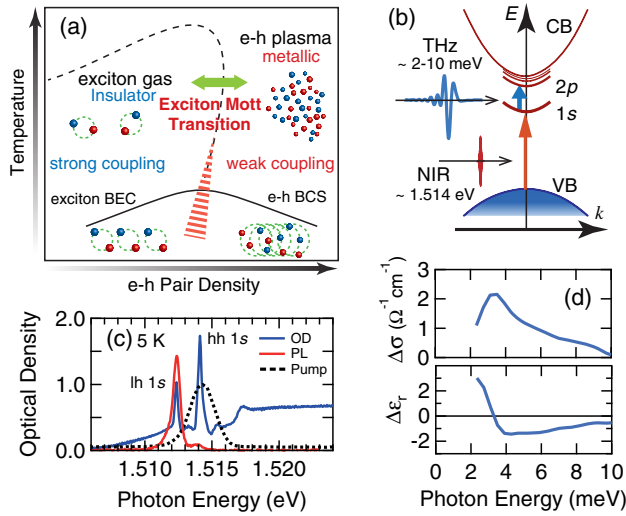 (a)
e-h plasma
metallic
exciton gas
Insulator
Exciton Mott
Transition
strong coupling
weak coupling
exciton BEC
e-h BCS
Temperature
e-h Pair Density
(b)
E
CB
THz
~ 2-10 meV
2p
1s
NIR
~ 1.514 eV
VB
k
(c)
5 K
hh 1s
lh 1s
OD
PL
Pump
2.0
1.0
0.0
Optical Density
1.510
1.515
1.520
Photon Energy (eV)
(d)
3
2
1
0
Δσ (Ω⁻¹ cm⁻¹)
2
0
-2
Δεᵣ
0
2
4
6
8
10
Photon Energy (meV)